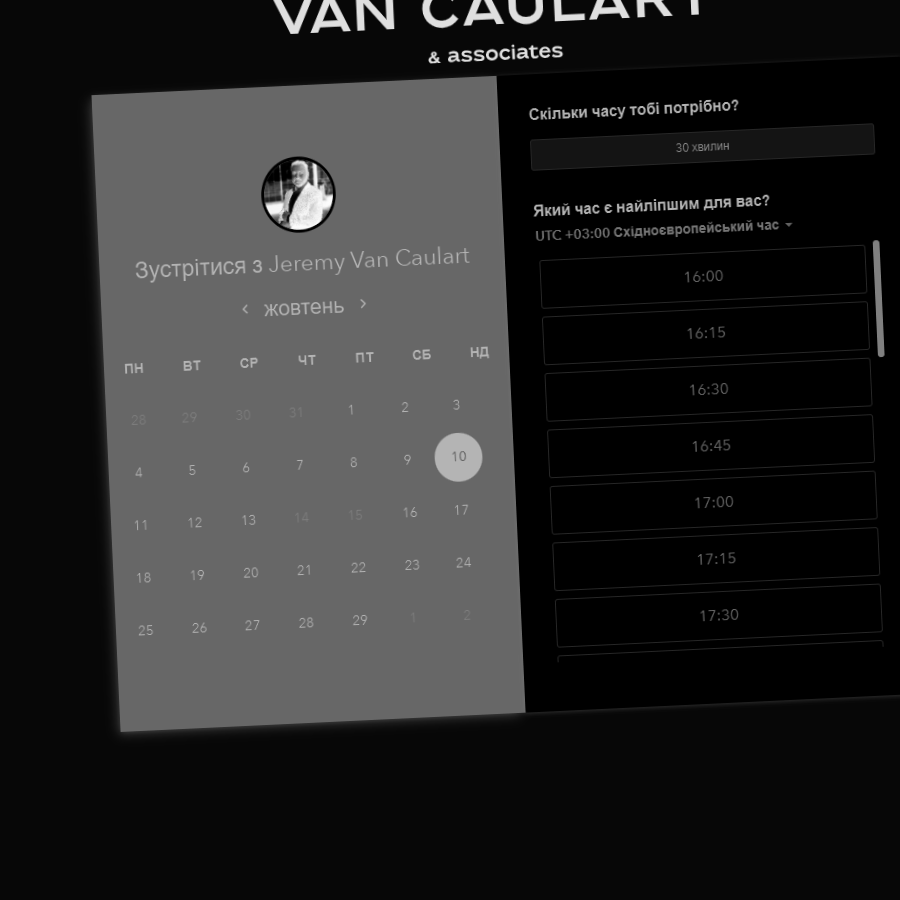 VAN CAULART
& associates
Зустрітися з Jeremy Van Caulart
‹ жовтень ›
ПН ВТ СР ЧТ ПТ СБ НД
28 29 30 31 1 2 3
4 5 6 7 8 9 10
11 12 13 14 15 16 17
18 19 20 21 22 23 24
25 26 27 28 29 1 2
Скільки часу тобі потрібно?
30 хвилин
Який час є найліпшим для вас?
UTC +03:00 Східноєвропейський час
16:00
16:15
16:30
16:45
17:00
17:15
17:30